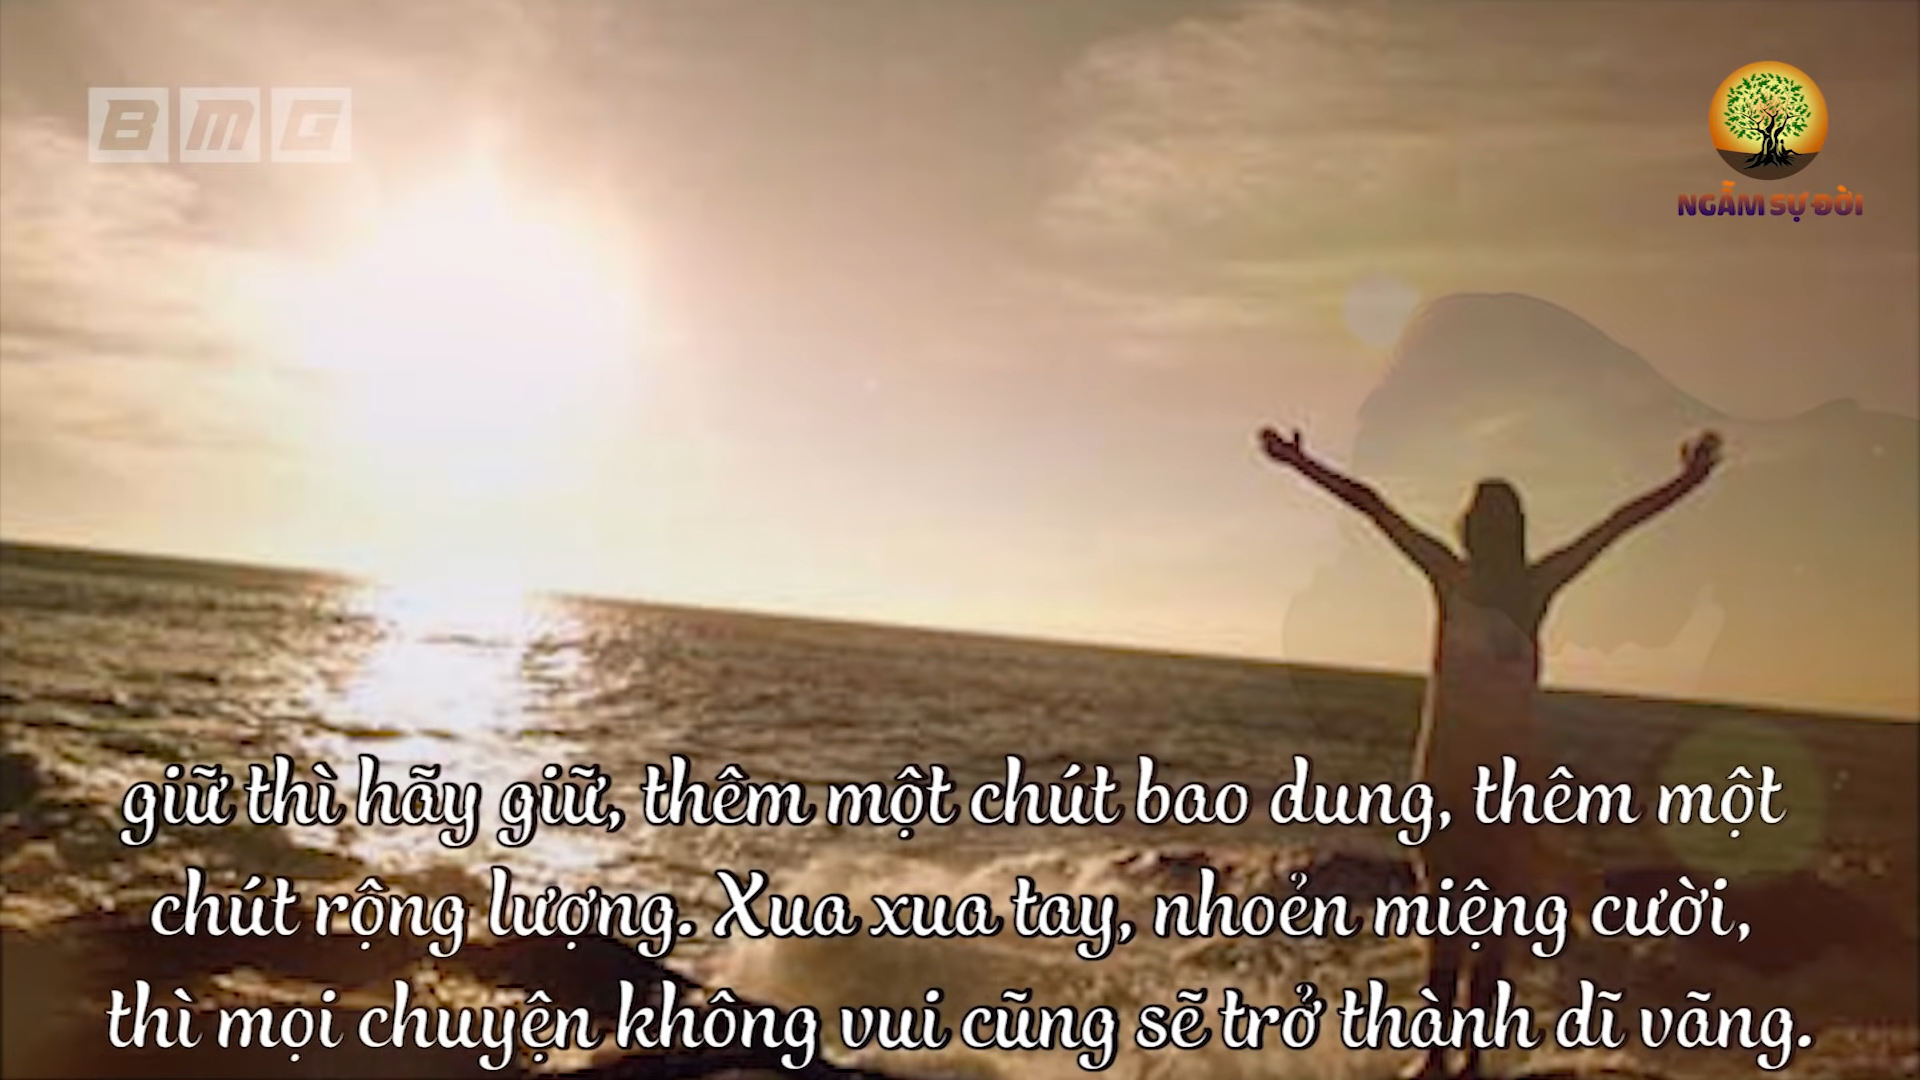 BMG
NGẪM SỰ ĐỜI
giữ thì hãy giữ, thêm một chút bao dung, thêm một
chút rộng lượng. Xua xua tay, nhoẻn miệng cười,
thì mọi chuyện không vui cũng sẽ trở thành dĩ vãng.